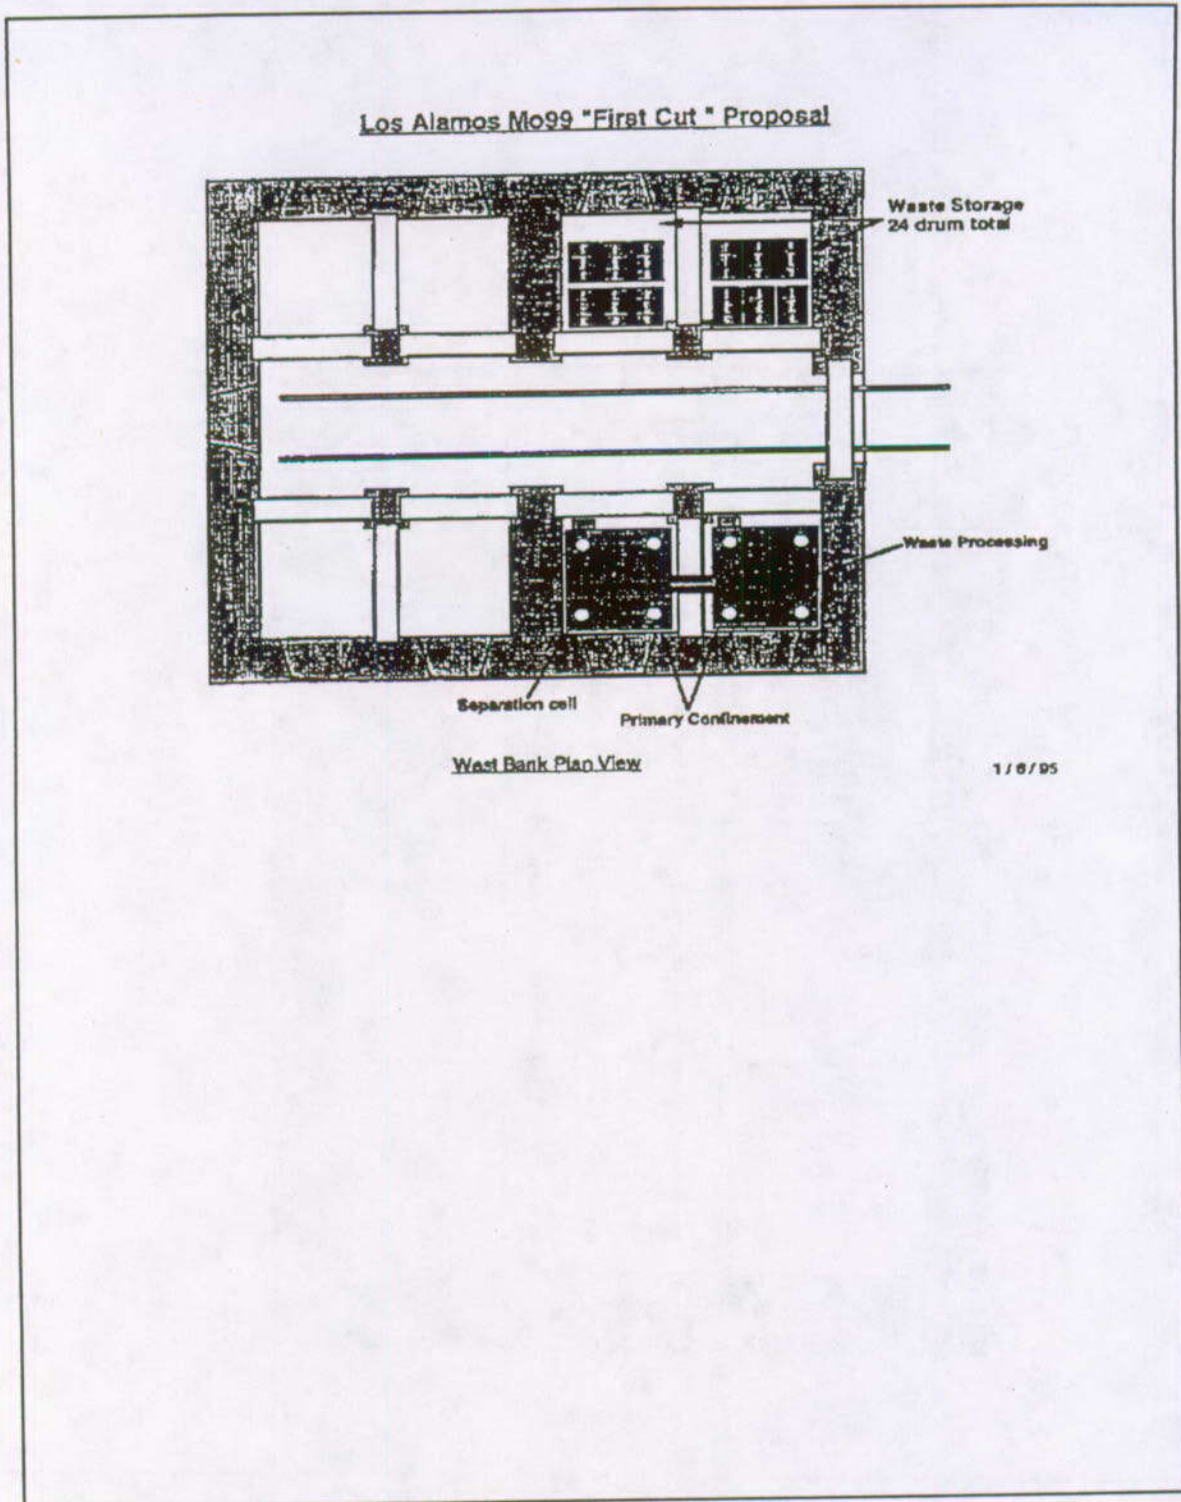 Los Alamos Mo99 "First Cut " Proposal
Waste Storage
24 drum total
Waste Processing
Separation cell
Primary Confinement
West Bank Plan View
1/6/95